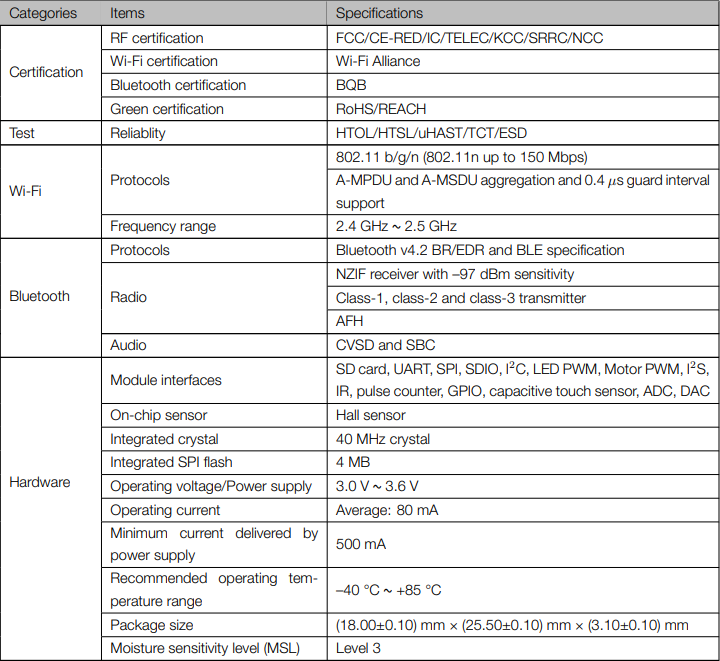 Categories Items Specifications
Certification
RF certification FCC/CE-RED/IC/TELEC/KCC/SRRC/NCC
Wi-Fi certification Wi-Fi Alliance
Bluetooth certification BQB
Green certification RoHS/REACH
Test Reliablity HTOL/HTSL/uHAST/TCT/ESD
Wi-Fi
Protocols
802.11 b/g/n (802.11n up to 150 Mbps)
A-MPDU and A-MSDU aggregation and 0.4 µs guard interval
support
Frequency range 2.4 GHz ~ 2.5 GHz
Bluetooth
Protocols Bluetooth v4.2 BR/EDR and BLE specification
Radio
NZIF receiver with –97 dBm sensitivity
Class-1, class-2 and class-3 transmitter
AFH
Audio CVSD and SBC
Hardware
Module interfaces
SD card, UART, SPI, SDIO, I²C, LED PWM, Motor PWM, I²S,
IR, pulse counter, GPIO, capacitive touch sensor, ADC, DAC
On-chip sensor Hall sensor
Integrated crystal 40 MHz crystal
Integrated SPI flash 4 MB
Operating voltage/Power supply 3.0 V ~ 3.6 V
Operating current Average: 80 mA
Minimum current delivered by
power supply
500 mA
Recommended operating tem-
perature range
–40 °C ~ +85 °C
Package size (18.00±0.10) mm × (25.50±0.10) mm × (3.10±0.10) mm
Moisture sensitivity level (MSL) Level 3